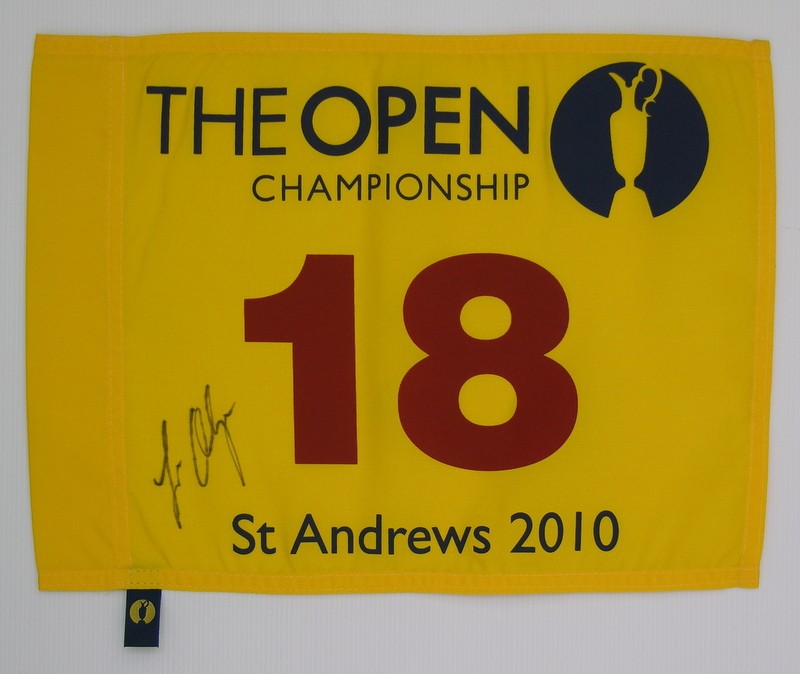 THE OPEN
CHAMPIONSHIP
18
St Andrews 2010